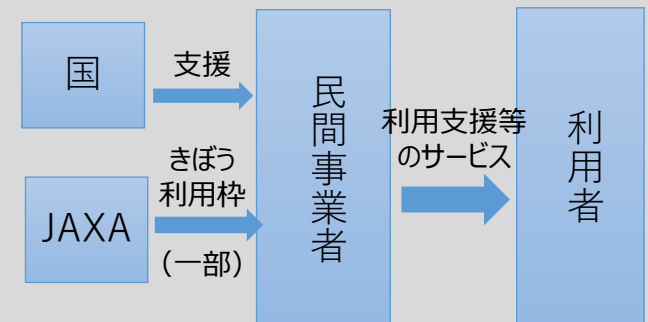 国
支援
JAXA
きぼう
利用枠
（一部）
民間事業者
利用支援等
のサービス
利用者